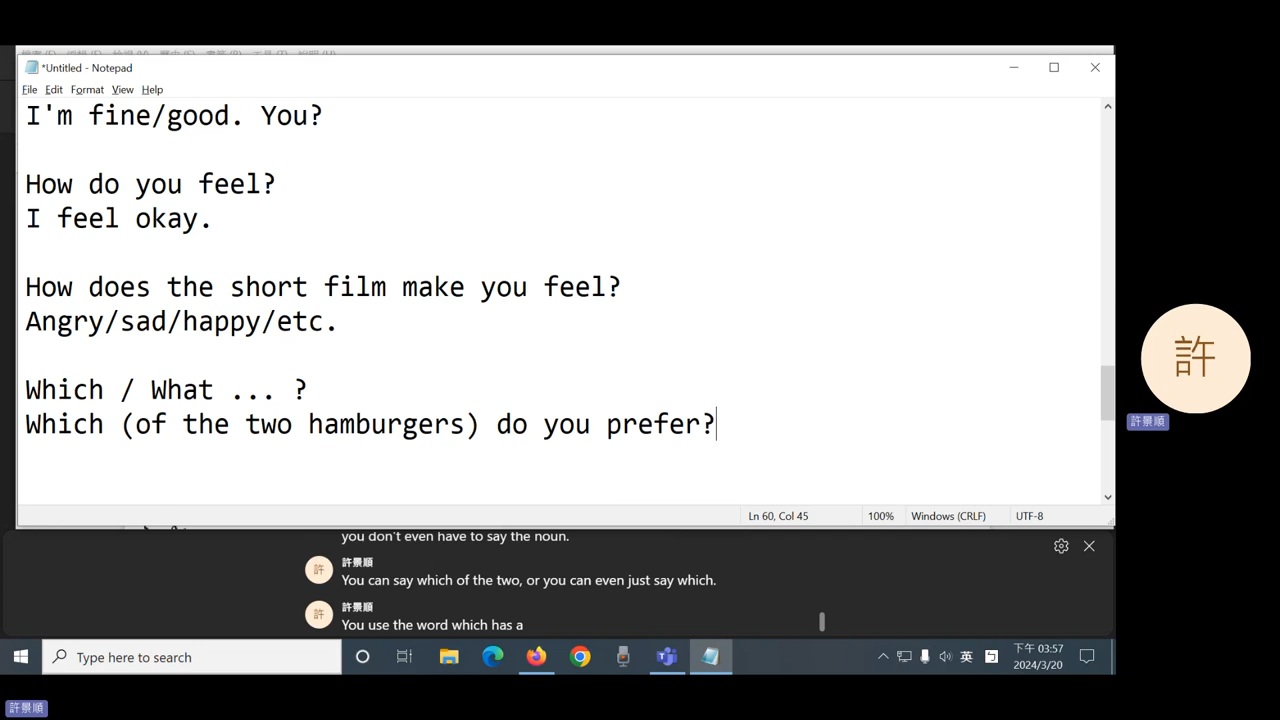 *Untitled - Notepad
File Edit Format View Help
I'm fine/good. You?
How do you feel?
I feel okay.
How does the short film make you feel?
Angry/sad/happy/etc.
Which / What ... ?
Which (of the two hamburgers) do you prefer?
Ln 60, Col 45
100%
Windows (CRLF)
UTF-8
you don't even have to say the noun.
許
許景順
You can say which of the two, or you can even just say which.
許
許景順
You use the word which has a
許
許景順
Type here to search
英
下午 03:57
2024/3/20
許景順